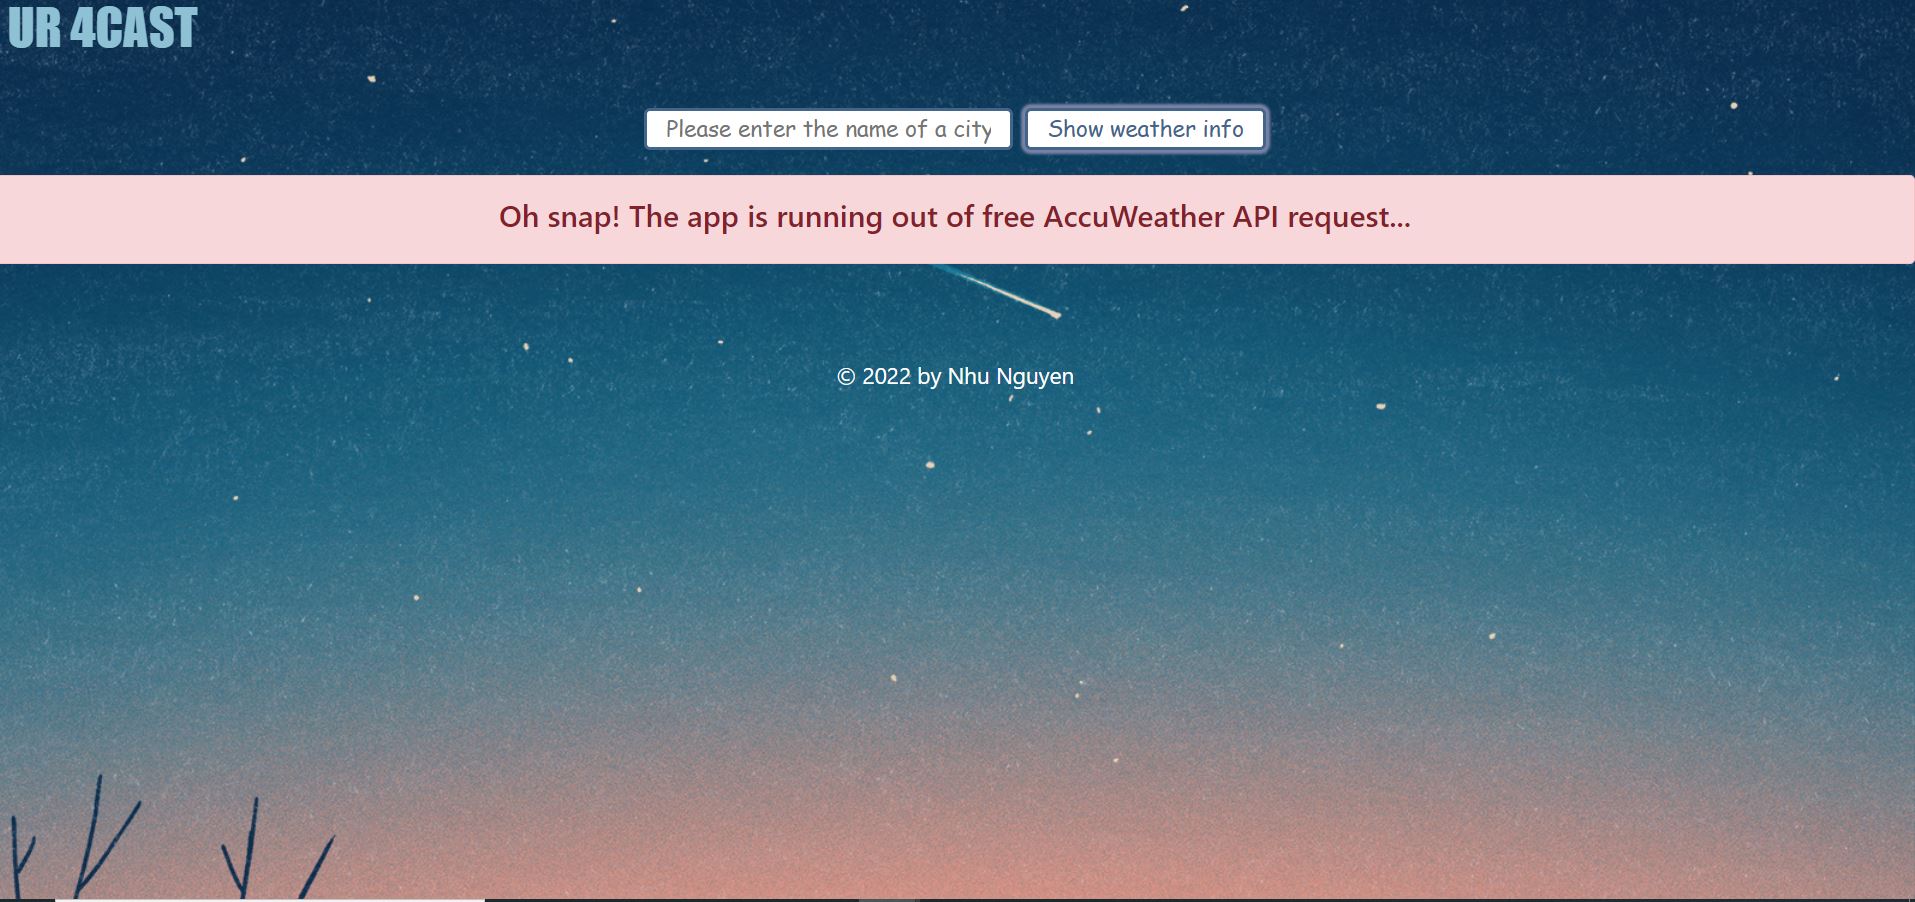 UR 4CAST
Please enter the name of a city
Show weather info
Oh snap! The app is running out of free AccuWeather API request...
© 2022 by Nhu Nguyen